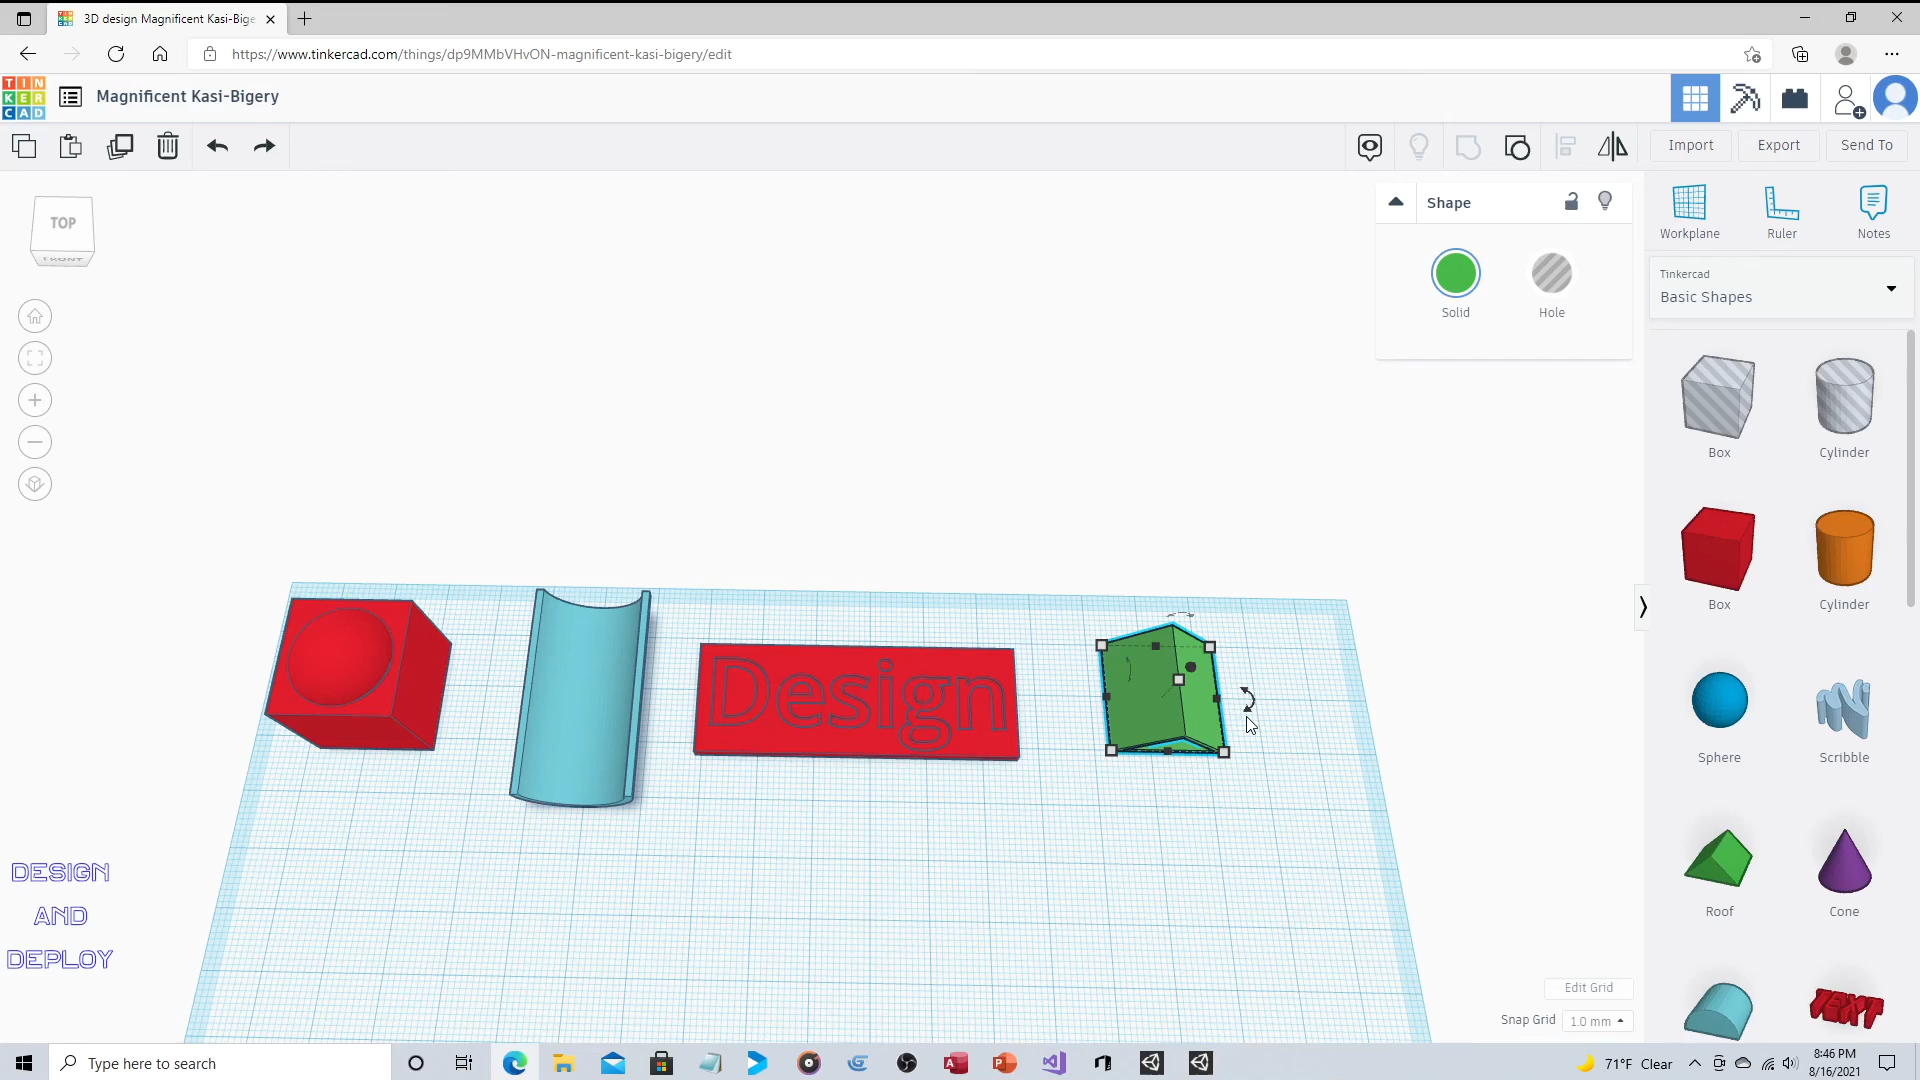 3D design Magnificent Kasi-Bige
https://www.tinkercad.com/things/dp9MMbVHvON-magnificent-kasi-bigery/edit
TIN
KER
CAD
Magnificent Kasi-Bigery
Import
Export
Send To
TOP
FRONT
Shape
Solid
Hole
Workplane
Ruler
Notes
Tinkercad
Basic Shapes
Box
Cylinder
Box
Cylinder
Sphere
Scribble
Roof
Cone
TEXT
Design
DESIGN
AND
DEPLOY
Edit Grid
Snap Grid
1.0 mm
Type here to search
71°F Clear
8:46 PM
8/16/2021